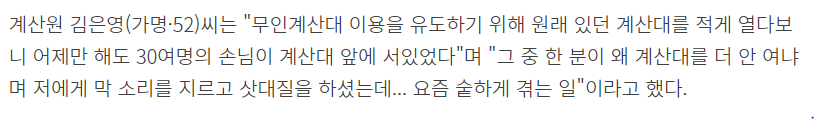 계산원 김은영(가명·52)씨는 "무인계산대 이용을 유도하기 위해 원래 있던 계산대를 적게 열다보
니 어제만 해도 30여명의 손님이 계산대 앞에 서있었다"며 "그 중 한 분이 왜 계산대를 더 안 여냐
며 저에게 막 소리를 지르고 삿대질을 하셨는데... 요즘 숱하게 겪는 일"이라고 했다.